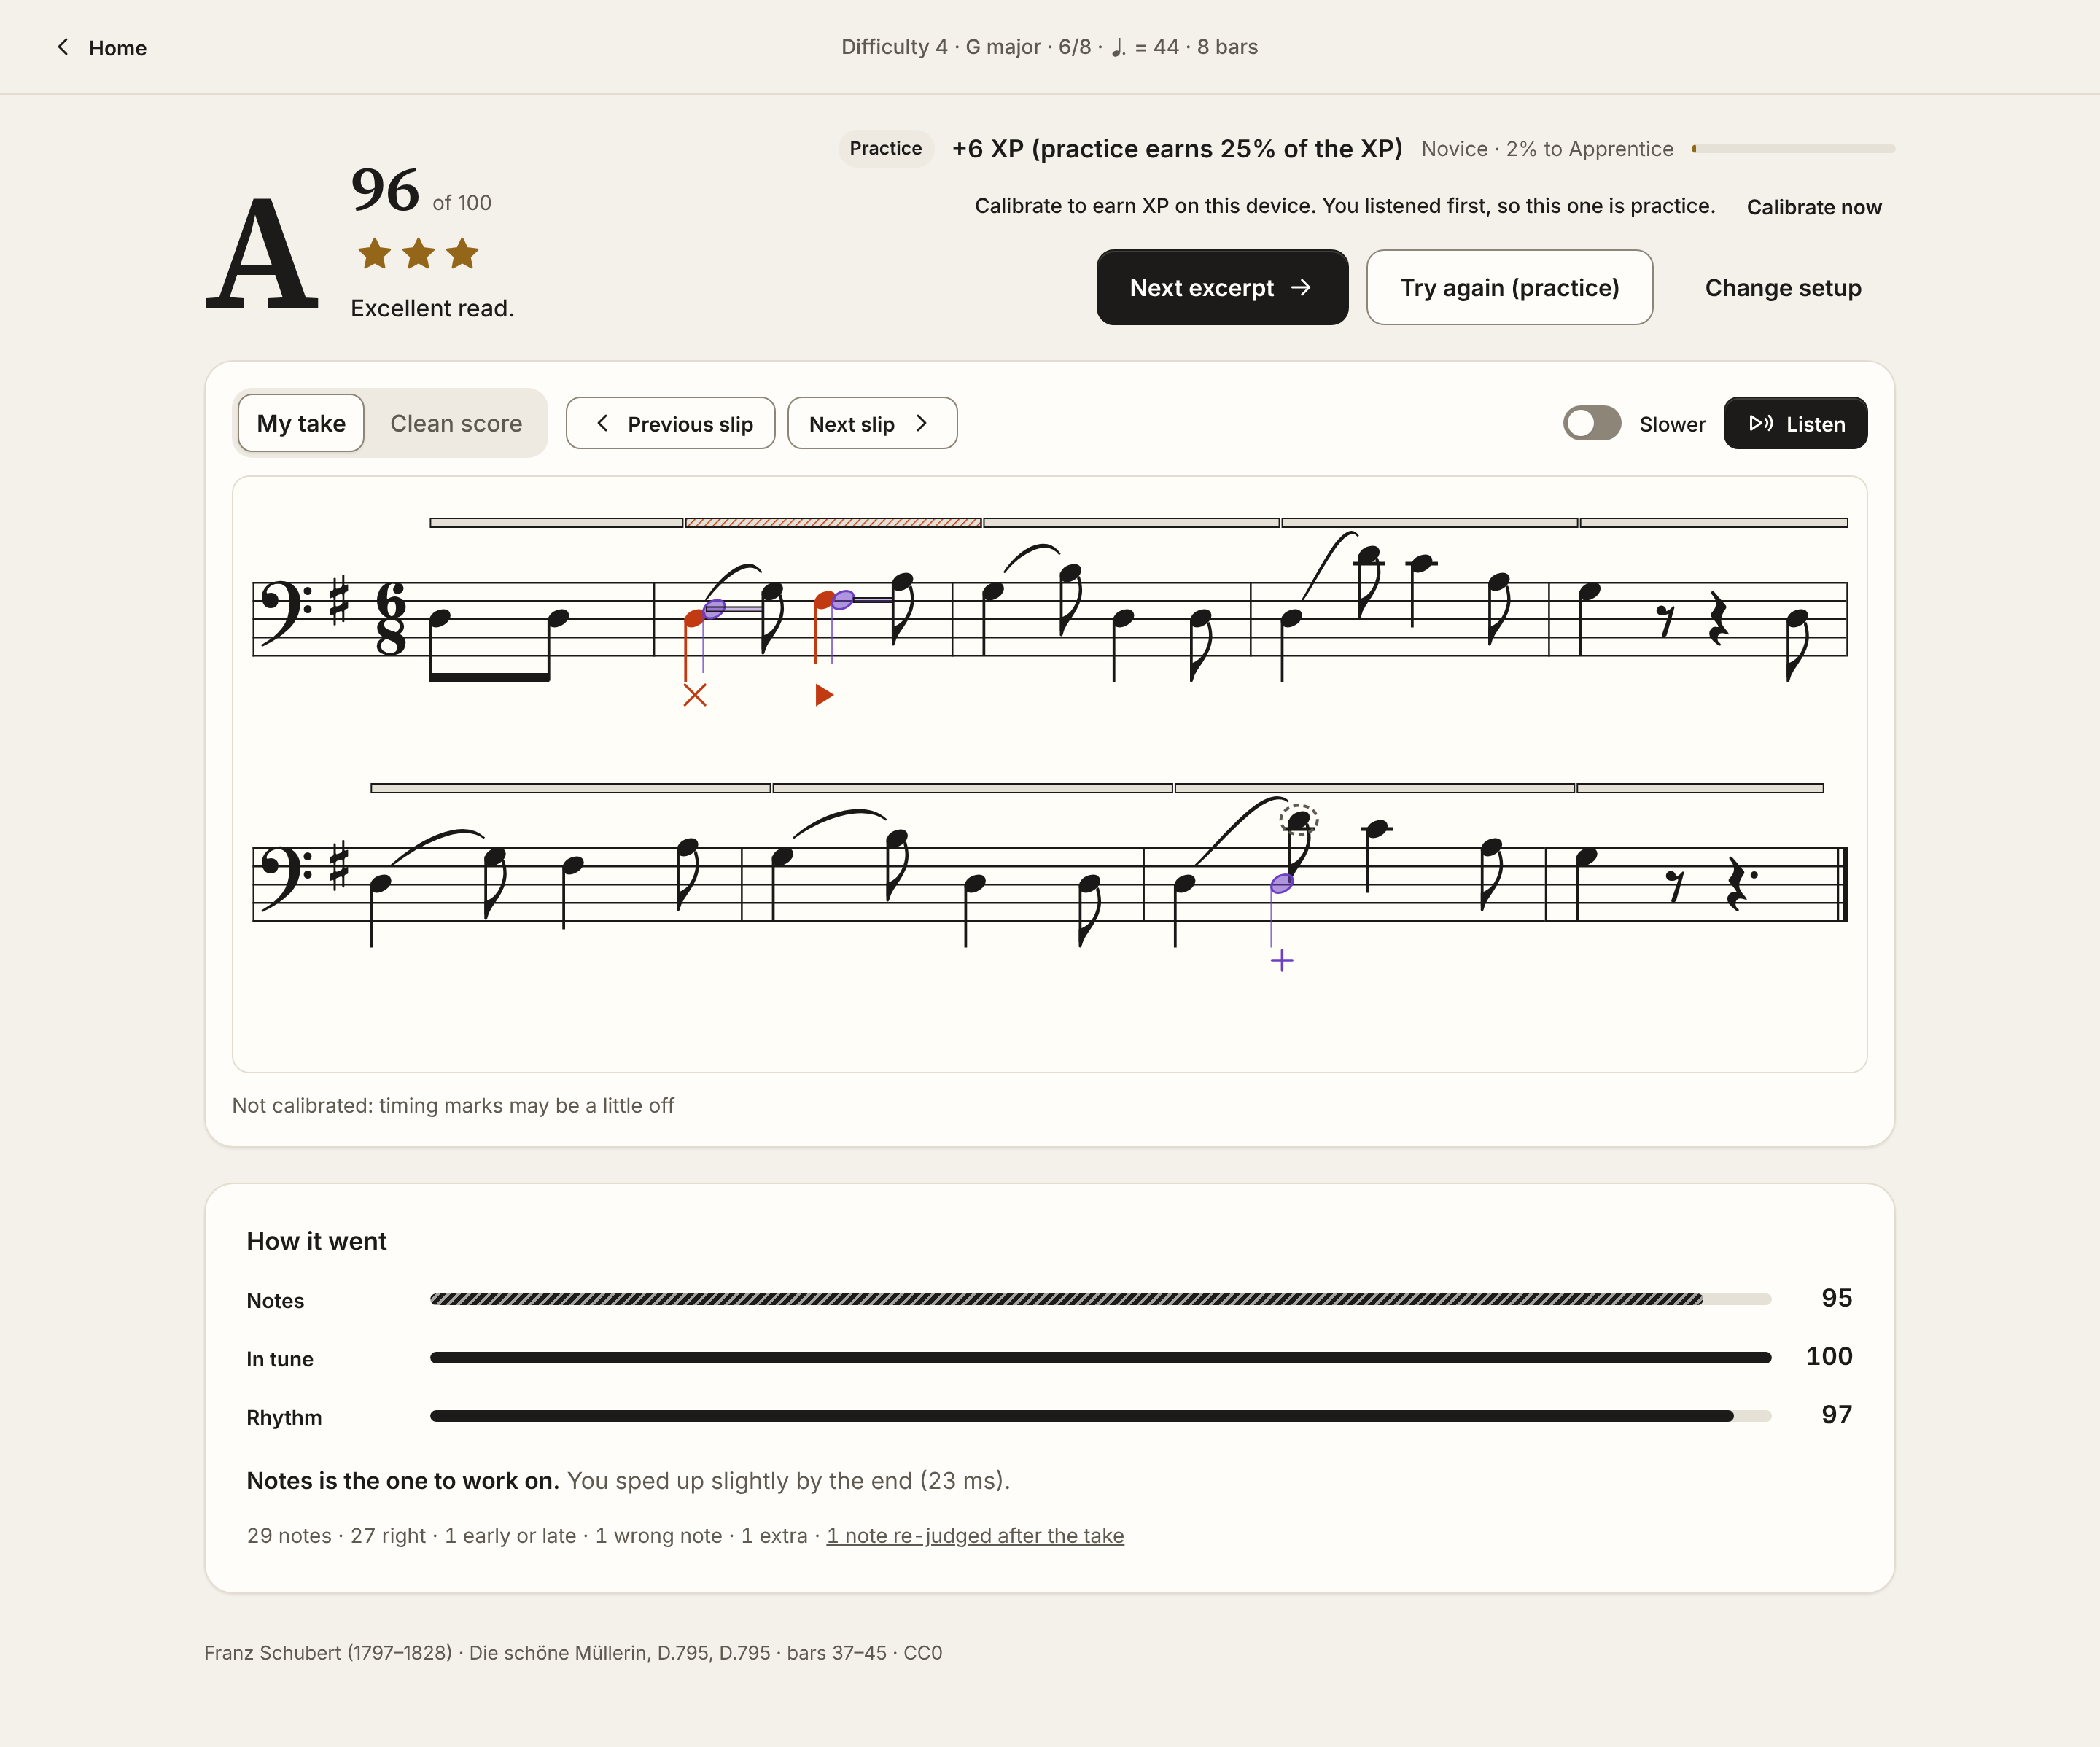 Home
Difficulty 4 · G major · 6/8 · ♩. = 44 · 8 bars
A
96 of 100
Excellent read.
Practice +6 XP (practice earns 25% of the XP) Novice · 2% to Apprentice
Calibrate to earn XP on this device. You listened first, so this one is practice. Calibrate now
Next excerpt → Try again (practice) Change setup
My take Clean score Previous slip Next slip Slower Listen
6
8
Not calibrated: timing marks may be a little off
How it went
Notes 95
In tune 100
Rhythm 97
Notes is the one to work on. You sped up slightly by the end (23 ms).
29 notes · 27 right · 1 early or late · 1 wrong note · 1 extra · 1 note re-judged after the take
Franz Schubert (1797–1828) · Die schöne Müllerin, D.795, D.795 · bars 37–45 · CC0